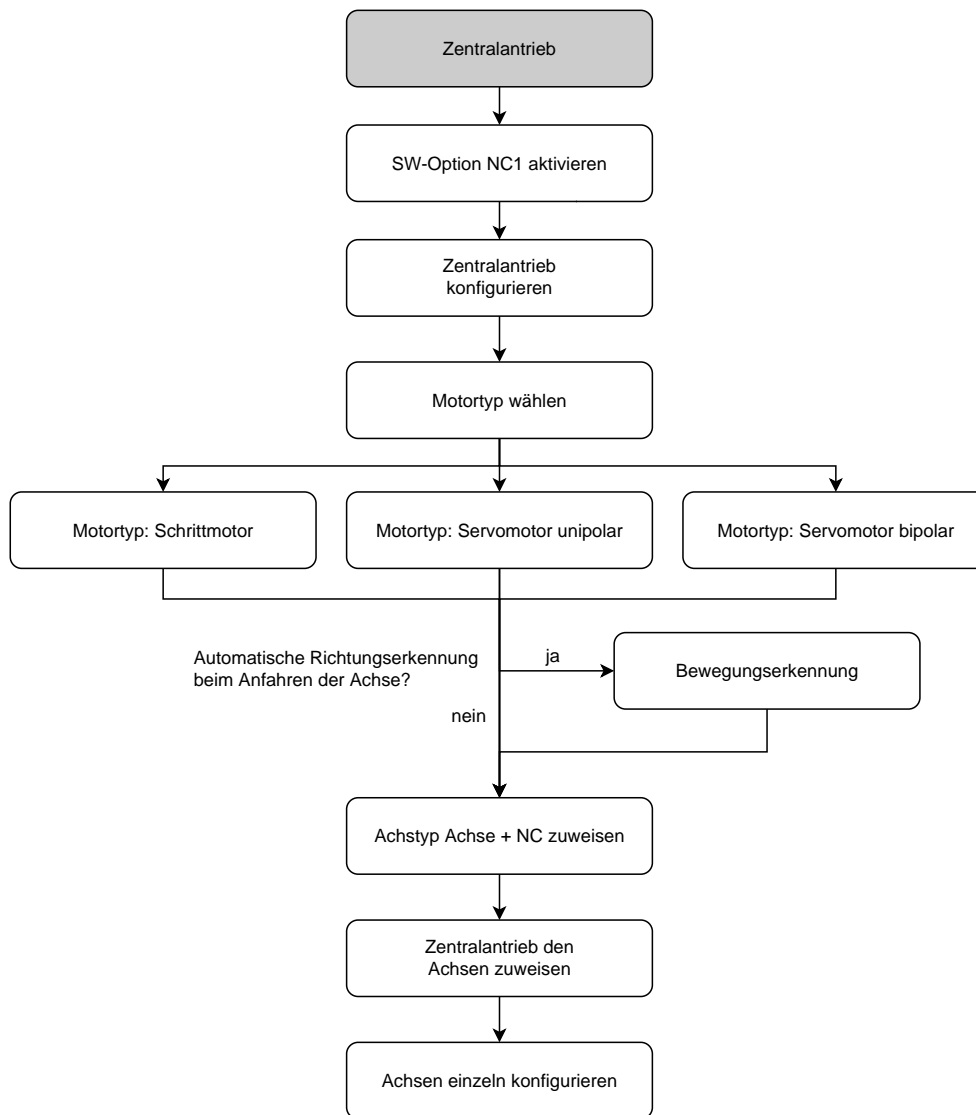 Zentralantrieb
SW-Option NC1 aktivieren
Zentralantrieb
konfigurieren
Motortyp wählen
Motortyp: Schrittmotor
Motortyp: Servomotor unipolar
Motortyp: Servomotor bipolar
Automatische Richtungserkennung
beim Anfahren der Achse?
ja
Bewegungserkennung
nein
Achstyp Achse + NC zuweisen
Zentralantrieb den
Achsen zuweisen
Achsen einzeln konfigurieren